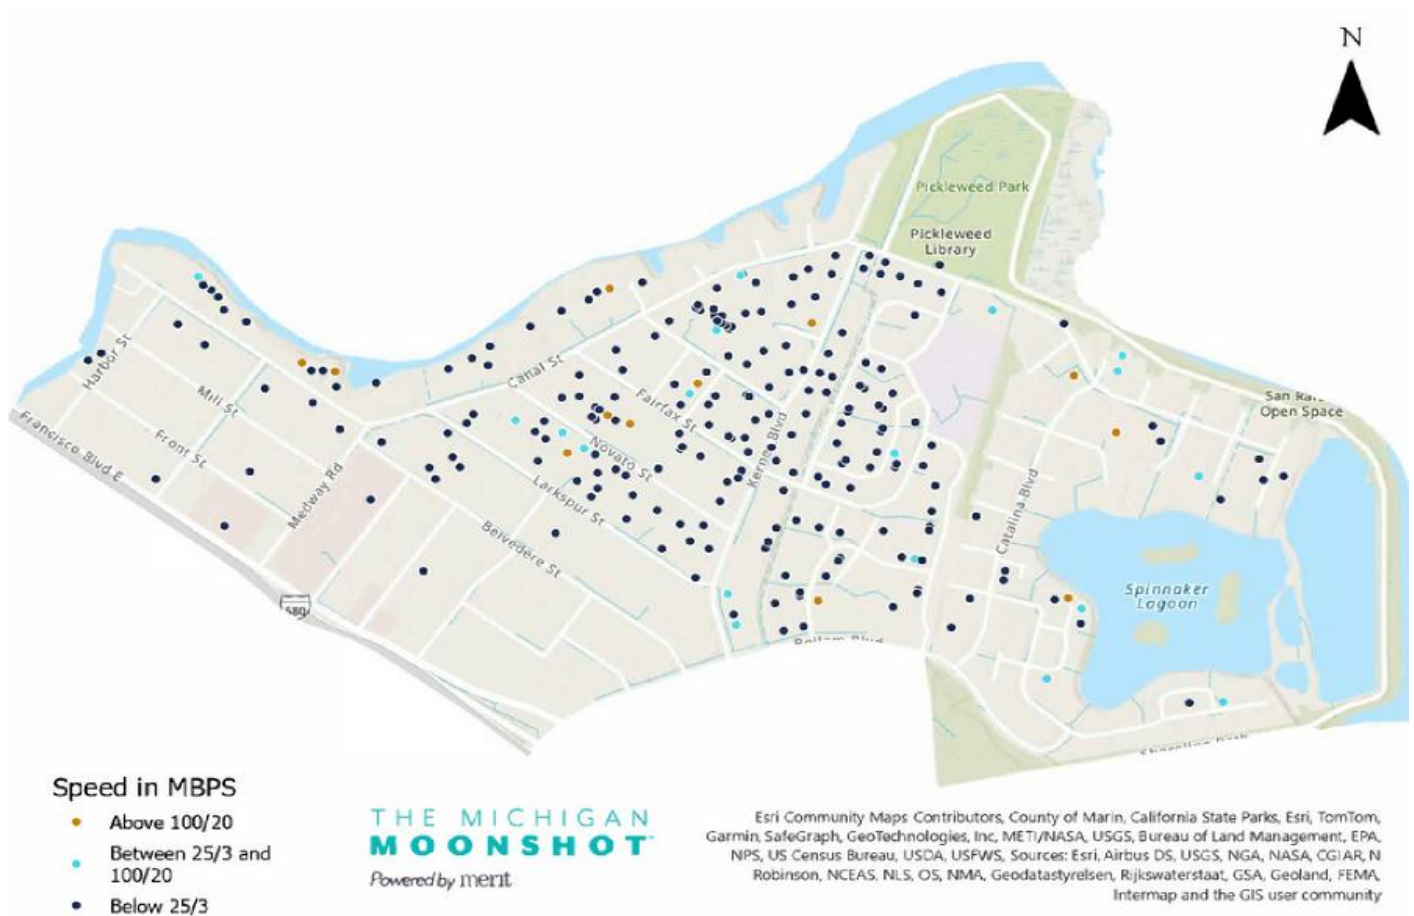 N
Pickleweed Park
Pickleweed
Library
Harbor St
Canal St
Mill St
Fairfax St
San Raf
Open Space
Francisco Blvd E
Front St
Kerner Blvd
Novato St
Medway Rd
Larkspur St
Catalina Blvd
Belvedere St
580
Spinnaker
Lagoon
Bellam Blvd
Speed in MBPS
Above 100/20
Between 25/3 and
100/20
Below 25/3
THE MICHIGAN
MOONSHOT™
Powered by merit
Esri Community Maps Contributors, County of Marin, California State Parks, Esri, TomTom,
Garmin, SafeGraph, GeoTechnologies, Inc, METI/NASA, USGS, Bureau of Land Management, EPA,
NPS, US Census Bureau, USDA, USFWS, Sources: Esri, Airbus DS, USGS, NGA, NASA, CGIAR, N
Robinson, NCEAS, NLS, OS, NMA, Geodatastyrelsen, Rijkswaterstaat, GSA, Geoland, FEMA,
Intermap and the GIS user community